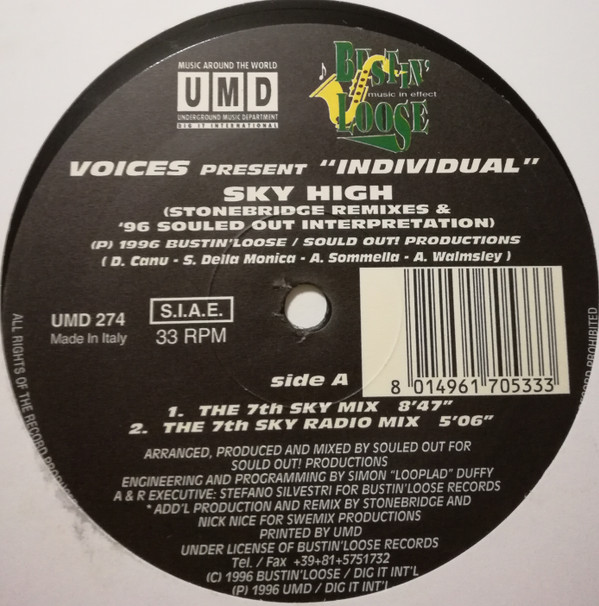 MUSIC AROUND THE WORLD
UMD
UNDERGROUND MUSIC DEPARTMENT
DIG IT INTERNATIONAL
BUSTIN'
music in effect
LOOSE
VOICES PRESENT "INDIVIDUAL"
SKY HIGH
(STONEBRIDGE REMIXES &
'96 SOULED OUT INTERPRETATION)
(P) 1996 BUSTIN'LOOSE / SOULD OUT! PRODUCTIONS
( D. Canu - S. Della Monica - A. Sommella - A. Walmsley )
UMD 274
Made in Italy
S.I.A.E.
33 RPM
8 014961 705333
side A
1. THE 7th SKY MIX 8'47"
2. THE 7th SKY RADIO MIX 5'06"
ARRANGED, PRODUCED AND MIXED BY SOULED OUT FOR
SOULD OUT! PRODUCTIONS
ENGINEERING AND PROGRAMMING BY SIMON "LOOPLAD" DUFFY
A & R EXECUTIVE: STEFANO SILVESTRI FOR BUSTIN'LOOSE RECORDS
* ADD'L PRODUCTION AND REMIX BY STONEBRIDGE AND
NICK NICE FOR SWEMIX PRODUCTIONS
PRINTED BY UMD
UNDER LICENSE OF BUSTIN'LOOSE RECORDS
Tel. / Fax +39+81+5751732
(C) 1996 BUSTIN'LOOSE / DIG IT INT'L
(P) 1996 UMD / DIG IT INT'L
ALL RIGHTS OF THE RECORD
RECORD PROHIBITED